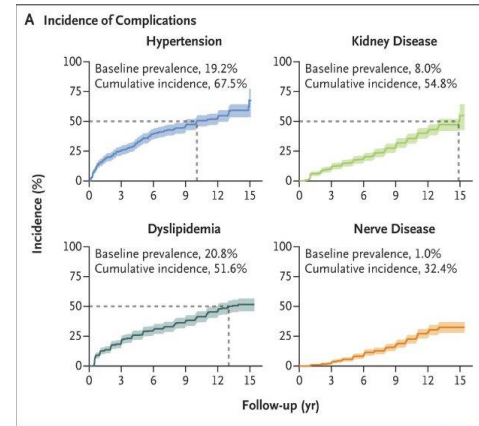 A Incidence of Complications
Hypertension
100
75
50
25
0
Baseline prevalence, 19.2%
Cumulative incidence, 67.5%
0 3 6 9 12 15
Kidney Disease
100
75
50
25
0
Baseline prevalence, 8.0%
Cumulative incidence, 54.8%
0 3 6 9 12 15
Incidence (%)
Dyslipidemia
100
75
50
25
0
Baseline prevalence, 20.8%
Cumulative incidence, 51.6%
0 3 6 9 12 15
Nerve Disease
100
75
50
25
0
Baseline prevalence, 1.0%
Cumulative incidence, 32.4%
0 3 6 9 12 15
Follow-up (yr)